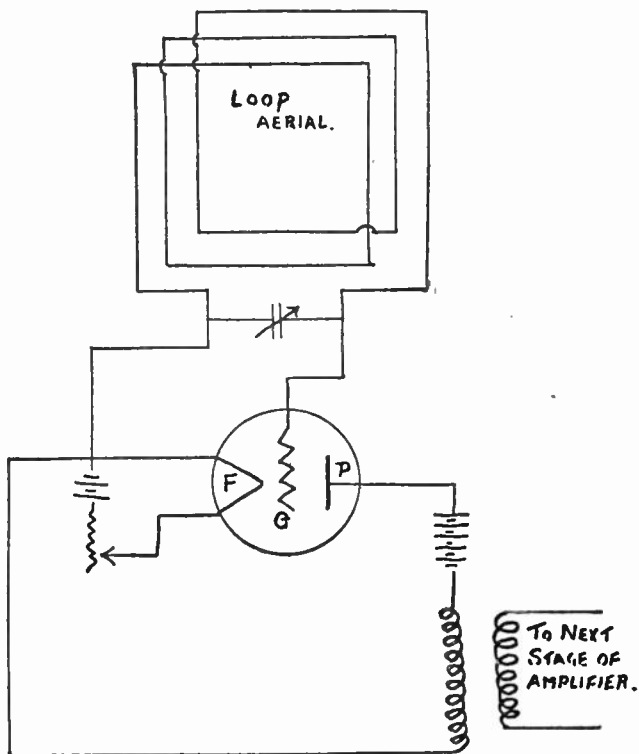 LOOP
AERIAL.
F
G
P
TO NEXT
STAGE OF
AMPLIFIER.